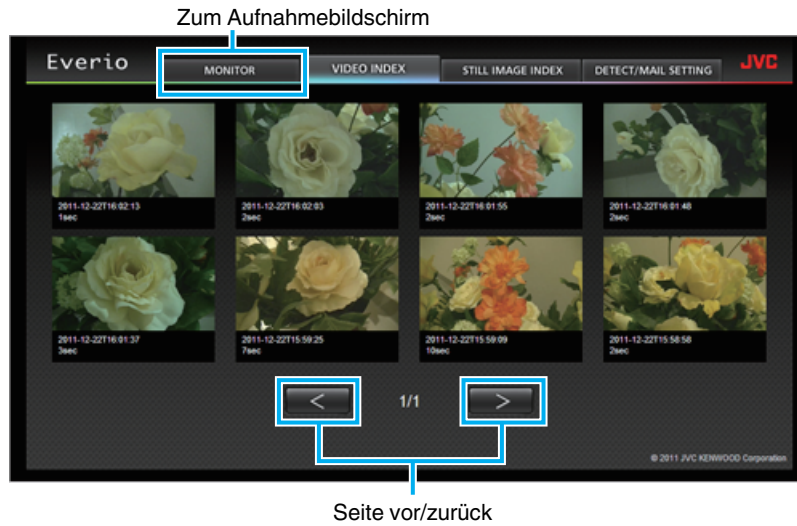 Zum Aufnahmebildschirm
Everio
MONITOR
VIDEO INDEX
STILL IMAGE INDEX
DETECT/MAIL SETTING
JVC
2011-12-22T16:02:13
1sec
2011-12-22T16:02:03
2sec
2011-12-22T16:01:55
2sec
2011-12-22T16:01:48
2sec
2011-12-22T16:01:37
3sec
2011-12-22T15:59:25
7sec
2011-12-22T15:59:09
10sec
2011-12-22T15:58:58
2sec
<
1/1
>
© 2011 JVC KENWOOD Corporation
Seite vor/zurück